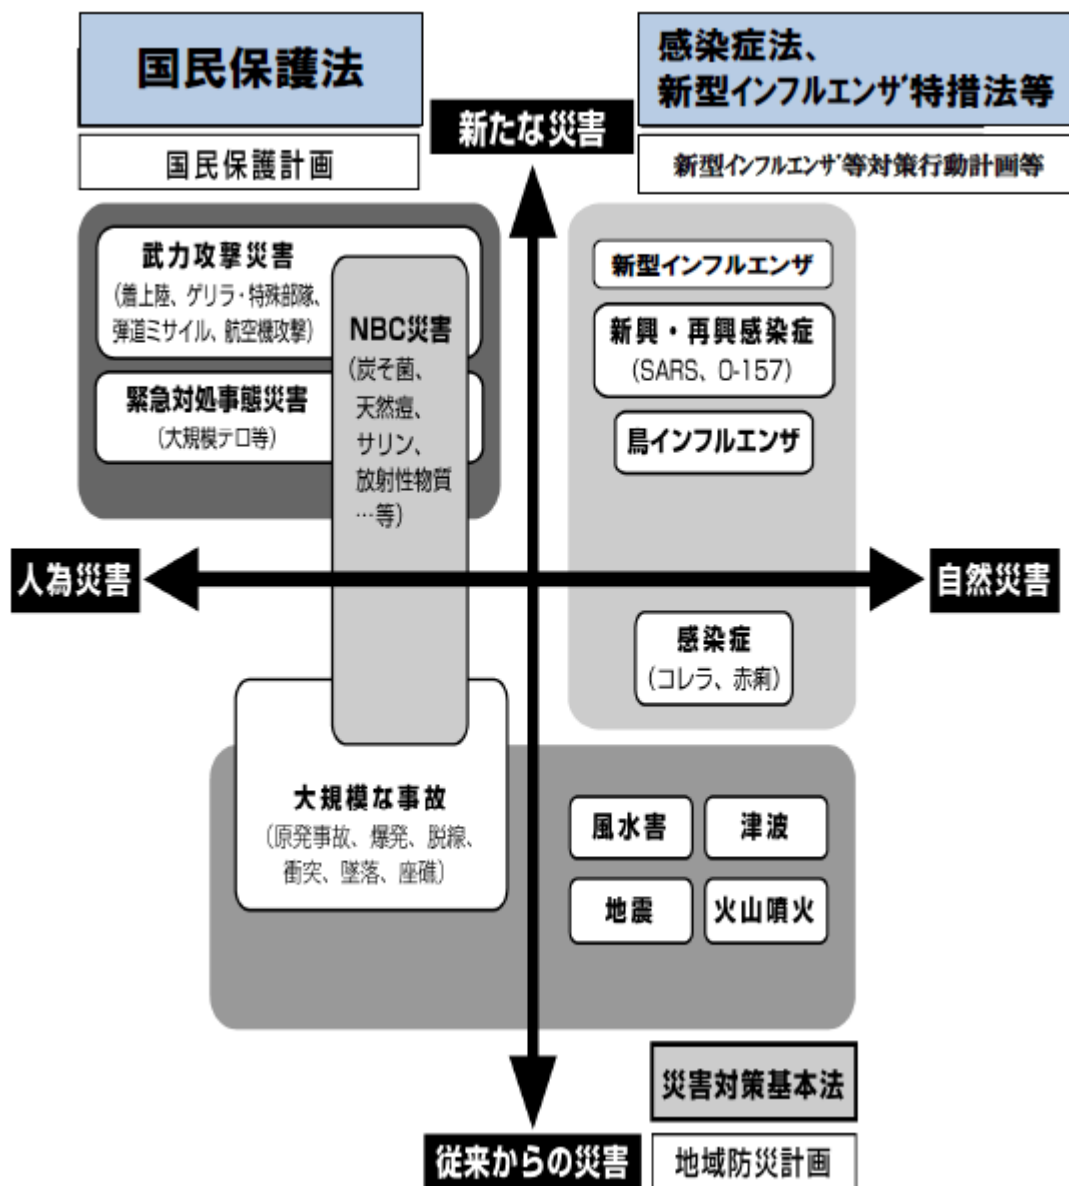 国民保護法
国民保護計画
感染症法、
新型インフルエンザ特措法等
新型インフルエンザ等対策行動計画等
新たな災害
武力攻撃災害
(着上陸、ゲリラ・特殊部隊、
弾道ミサイル、航空機攻撃)
緊急対処事態災害
(大規模テロ等)
NBC災害
(炭そ菌、
天然痘、
サリン、
放射性物質
…等)
新型インフルエンザ
新興・再興感染症
(SARS、O-157)
鳥インフルエンザ
人為災害
自然災害
感染症
(コレラ、赤痢)
大規模な事故
(原発事故、爆発、脱線、
衝突、墜落、座礁)
風水害
津波
地震
火山噴火
災害対策基本法
地域防災計画
従来からの災害